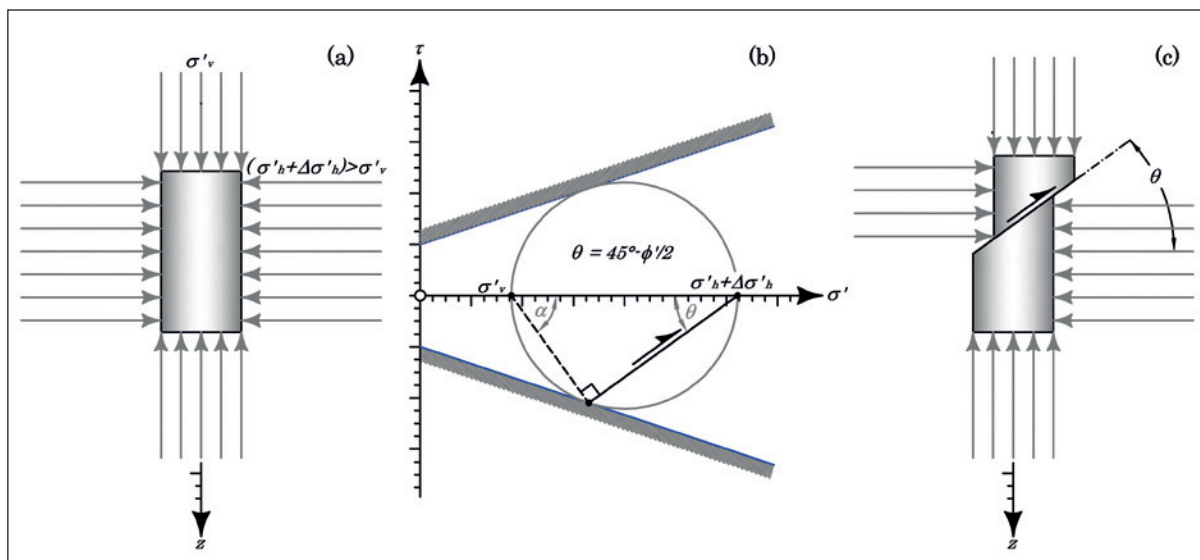 (a)
σ'v
(σ'h+Δσ'h)>σ'v
z
(b)
τ
θ = 45°-ϕ'/2
σ'v
σ'h+Δσ'h
σ'
α
θ
(c)
θ
z